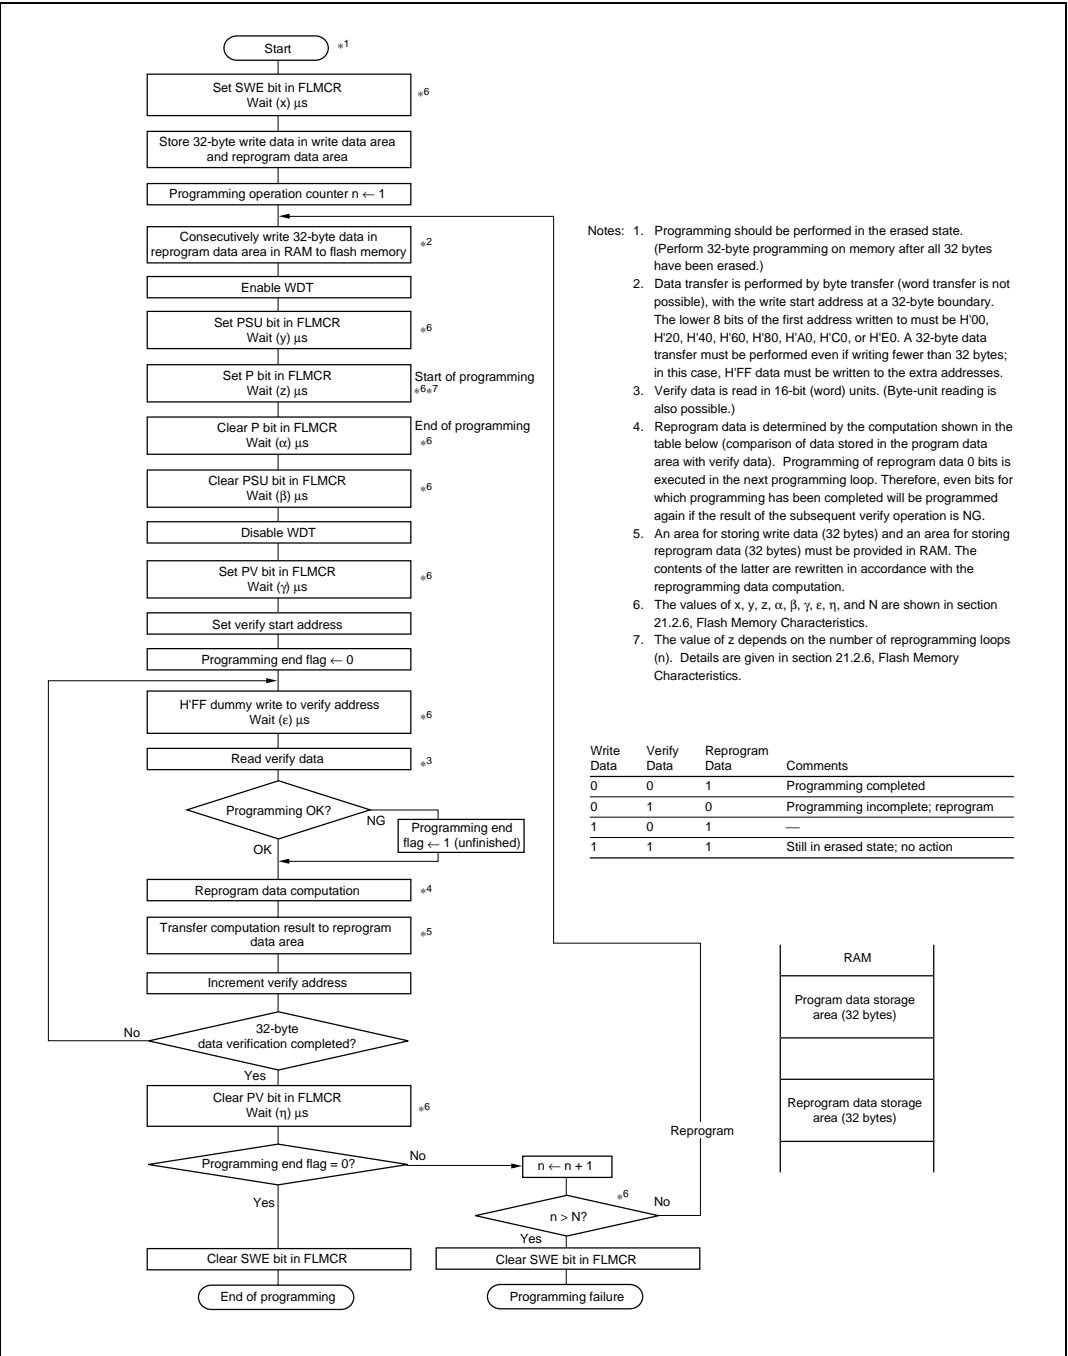 Start *1
Set SWE bit in FLMCR
Wait (x) µs *6
Store 32-byte write data in write data area
and reprogram data area
Programming operation counter n ← 1
Consecutively write 32-byte data in
reprogram data area in RAM to flash memory *2
Enable WDT
Set PSU bit in FLMCR
Wait (y) µs *6
Set P bit in FLMCR Start of programming
Wait (z) µs *6*7
Clear P bit in FLMCR End of programming
Wait (α) µs *6
Clear PSU bit in FLMCR
Wait (β) µs *6
Disable WDT
Set PV bit in FLMCR
Wait (γ) µs *6
Set verify start address
Programming end flag ← 0
H'FF dummy write to verify address
Wait (ε) µs *6
Read verify data *3
Programming OK?
NG
Programming end
flag ← 1 (unfinished)
OK
Reprogram data computation *4
Transfer computation result to reprogram
data area *5
Increment verify address
32-byte
data verification completed?
No
Yes
Clear PV bit in FLMCR
Wait (η) µs *6
Programming end flag = 0?
No
n ← n + 1
*6
n > N?
No
Reprogram
Yes
Yes
Clear SWE bit in FLMCR
Clear SWE bit in FLMCR
End of programming
Programming failure
Notes: 1. Programming should be performed in the erased state.
(Perform 32-byte programming on memory after all 32 bytes
have been erased.)
2. Data transfer is performed by byte transfer (word transfer is not
possible), with the write start address at a 32-byte boundary.
The lower 8 bits of the first address written to must be H'00,
H'20, H'40, H'60, H'80, H'A0, H'C0, or H'E0. A 32-byte data
transfer must be performed even if writing fewer than 32 bytes;
in this case, H'FF data must be written to the extra addresses.
3. Verify data is read in 16-bit (word) units. (Byte-unit reading is
also possible.)
4. Reprogram data is determined by the computation shown in the
table below (comparison of data stored in the program data
area with verify data). Programming of reprogram data 0 bits is
executed in the next programming loop. Therefore, even bits for
which programming has been completed will be programmed
again if the result of the subsequent verify operation is NG.
5. An area for storing write data (32 bytes) and an area for storing
reprogram data (32 bytes) must be provided in RAM. The
contents of the latter are rewritten in accordance with the
reprogramming data computation.
6. The values of x, y, z, α, β, γ, ε, η, and N are shown in section
21.2.6, Flash Memory Characteristics.
7. The value of z depends on the number of reprogramming loops
(n). Details are given in section 21.2.6, Flash Memory
Characteristics.
Write Verify Reprogram
Data Data Data Comments
0 0 1 Programming completed
0 1 0 Programming incomplete; reprogram
1 0 1 —
1 1 1 Still in erased state; no action
RAM
Program data storage
area (32 bytes)
Reprogram data storage
area (32 bytes)